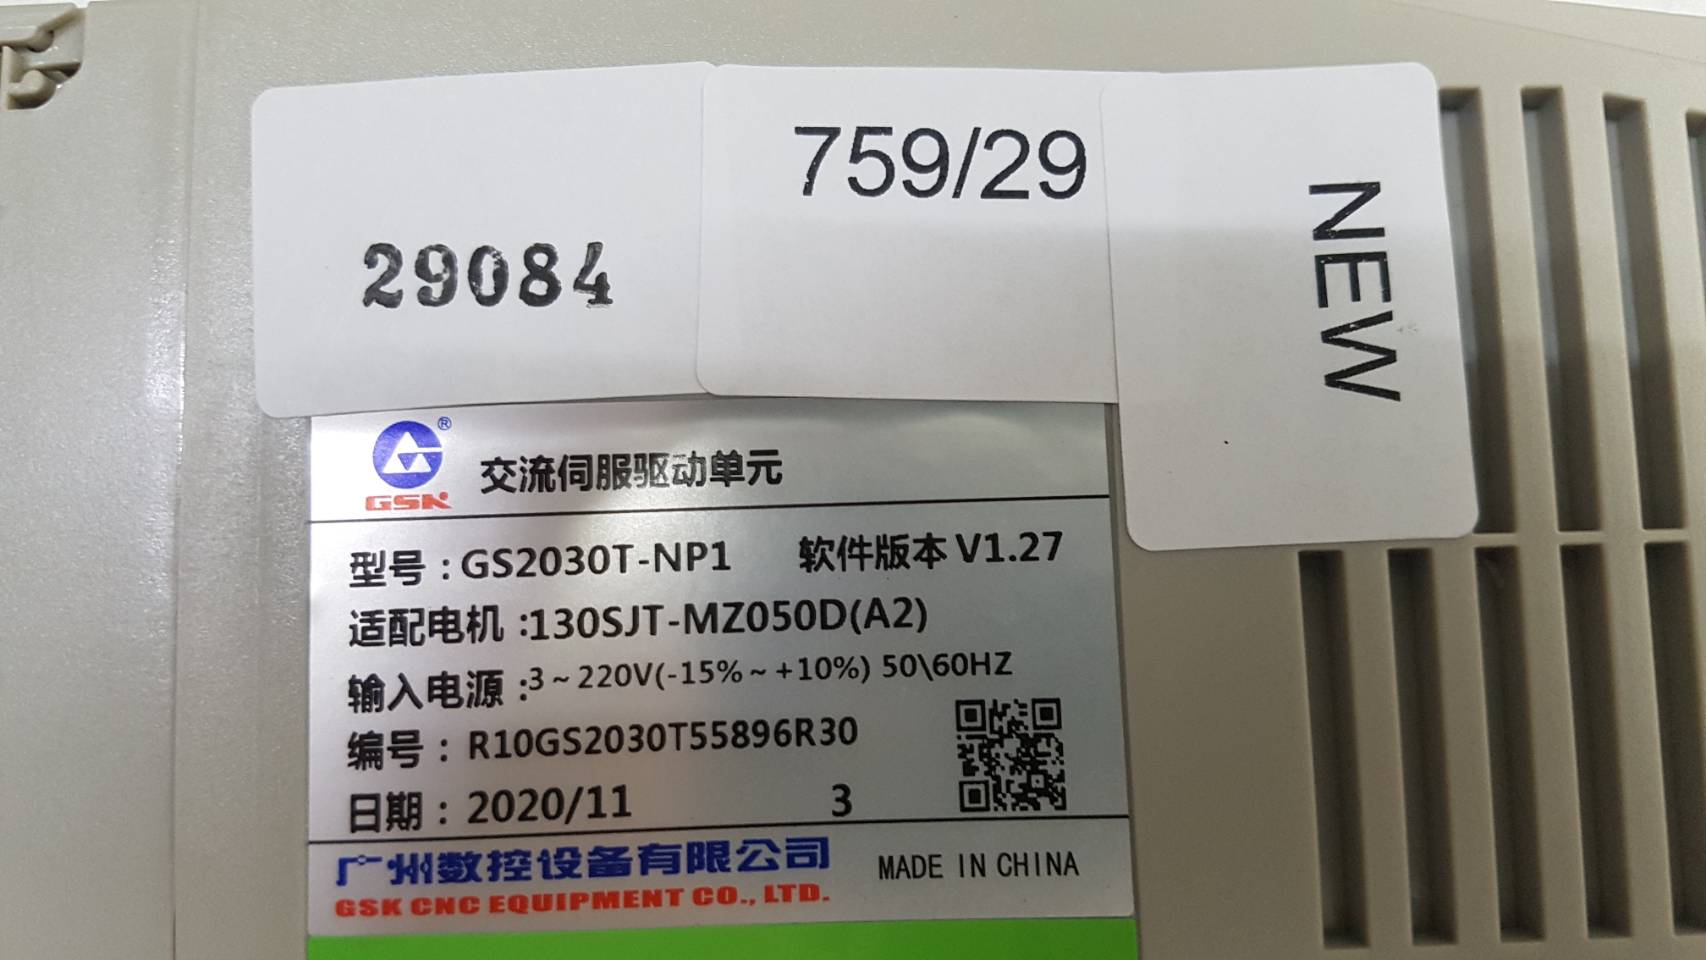 29084
759/29
NEW
®
GSK
交流伺服驱动单元
型号:GS2030T-NP1 软件版本 V1.27
适配电机:130SJT-MZ050D(A2)
输入电源:3~220V(-15%~+10%) 50\60HZ
编号: R10GS2030T55896R30
日期: 2020/11 3
广州数控设备有限公司
GSK CNC EQUIPMENT CO., LTD.
MADE IN CHINA